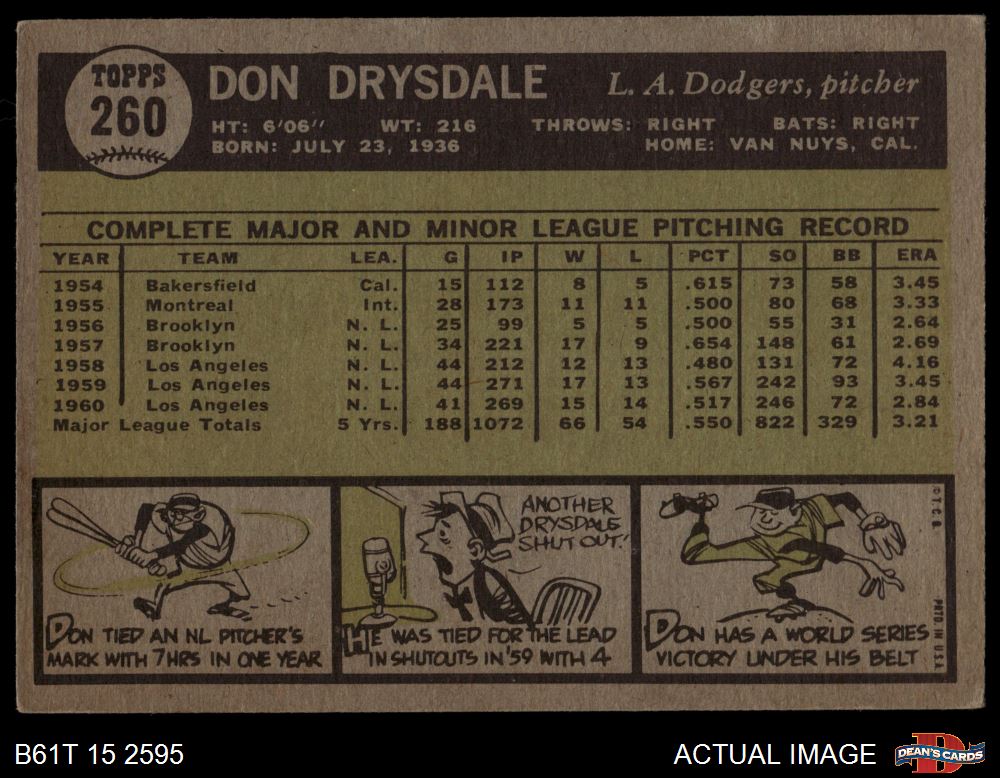 TOPPS
260
DON DRYSDALE L. A. Dodgers, pitcher
HT: 6'06" WT: 216 THROWS: RIGHT BATS: RIGHT
BORN: JULY 23, 1936 HOME: VAN NUYS, CAL.
COMPLETE MAJOR AND MINOR LEAGUE PITCHING RECORD
YEAR TEAM LEA. G IP W L PCT SO BB ERA
1954 Bakersfield Cal. 15 112 8 5 .615 73 58 3.45
1955 Montreal Int. 28 173 11 11 .500 80 68 3.33
1956 Brooklyn N. L. 25 99 5 5 .500 55 31 2.64
1957 Brooklyn N. L. 34 221 17 9 .654 148 61 2.69
1958 Los Angeles N. L. 44 212 12 13 .480 131 72 4.16
1959 Los Angeles N. L. 44 271 17 13 .567 242 93 3.45
1960 Los Angeles N. L. 41 269 15 14 .517 246 72 2.84
Major League Totals 5 Yrs. 188 1072 66 54 .550 822 329 3.21
DON TIED AN NL PITCHER'S
MARK WITH 7 HRS IN ONE YEAR
ANOTHER
DRYSDALE
SHUT OUT!
HE WAS TIED FOR THE LEAD
IN SHUTOUTS IN '59 WITH 4
DON HAS A WORLD SERIES
VICTORY UNDER HIS BELT
© T. C. G.
PRTD. IN U.S.A.
B61T 15 2595 ACTUAL IMAGE
DEAN'S CARDS